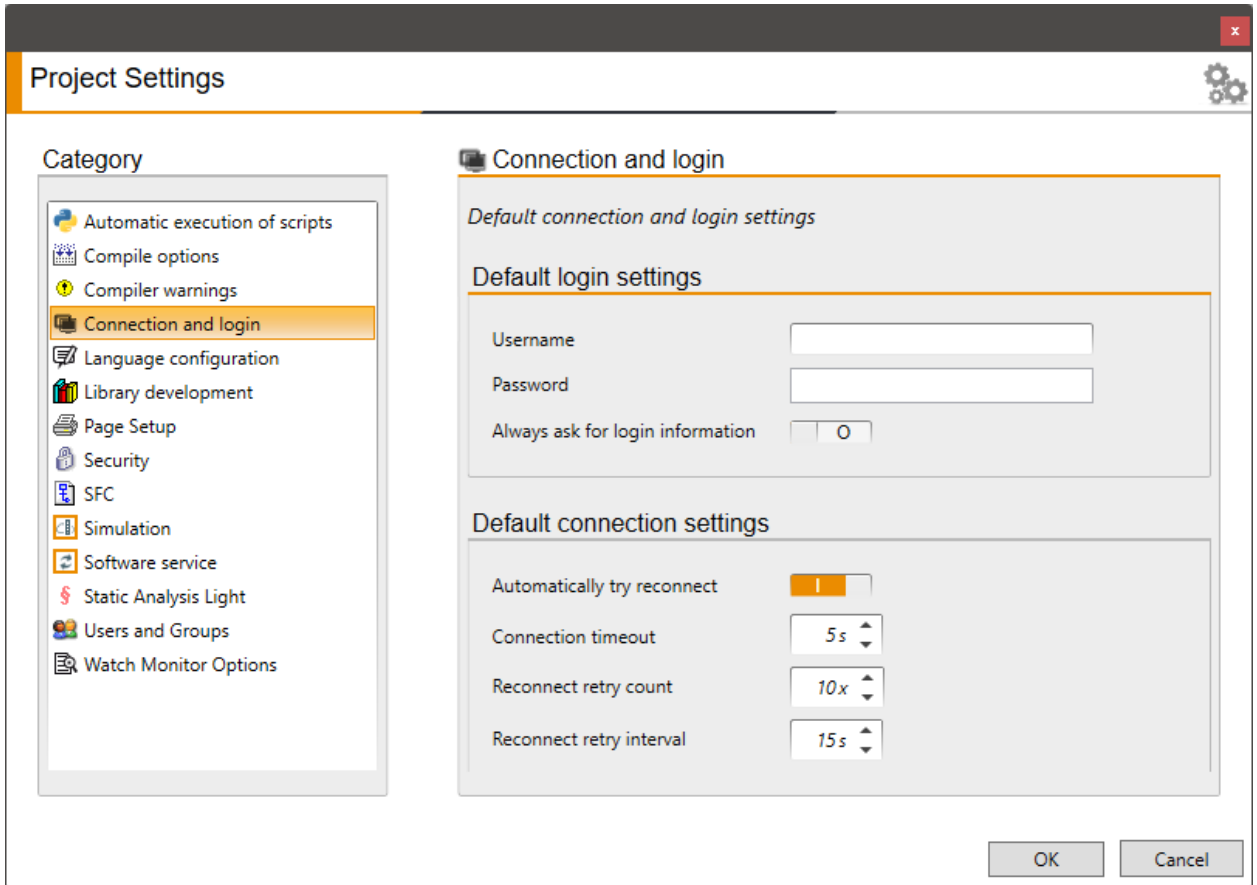 x
Project Settings
Category
Automatic execution of scripts
Compile options
Compiler warnings
Connection and login
Language configuration
Library development
Page Setup
Security
SFC
Simulation
Software service
Static Analysis Light
Users and Groups
Watch Monitor Options
Connection and login
Default connection and login settings
Default login settings
Username
Password
Always ask for login information O
Default connection settings
Automatically try reconnect I
Connection timeout 5 s
Reconnect retry count 10 x
Reconnect retry interval 15 s
OK Cancel